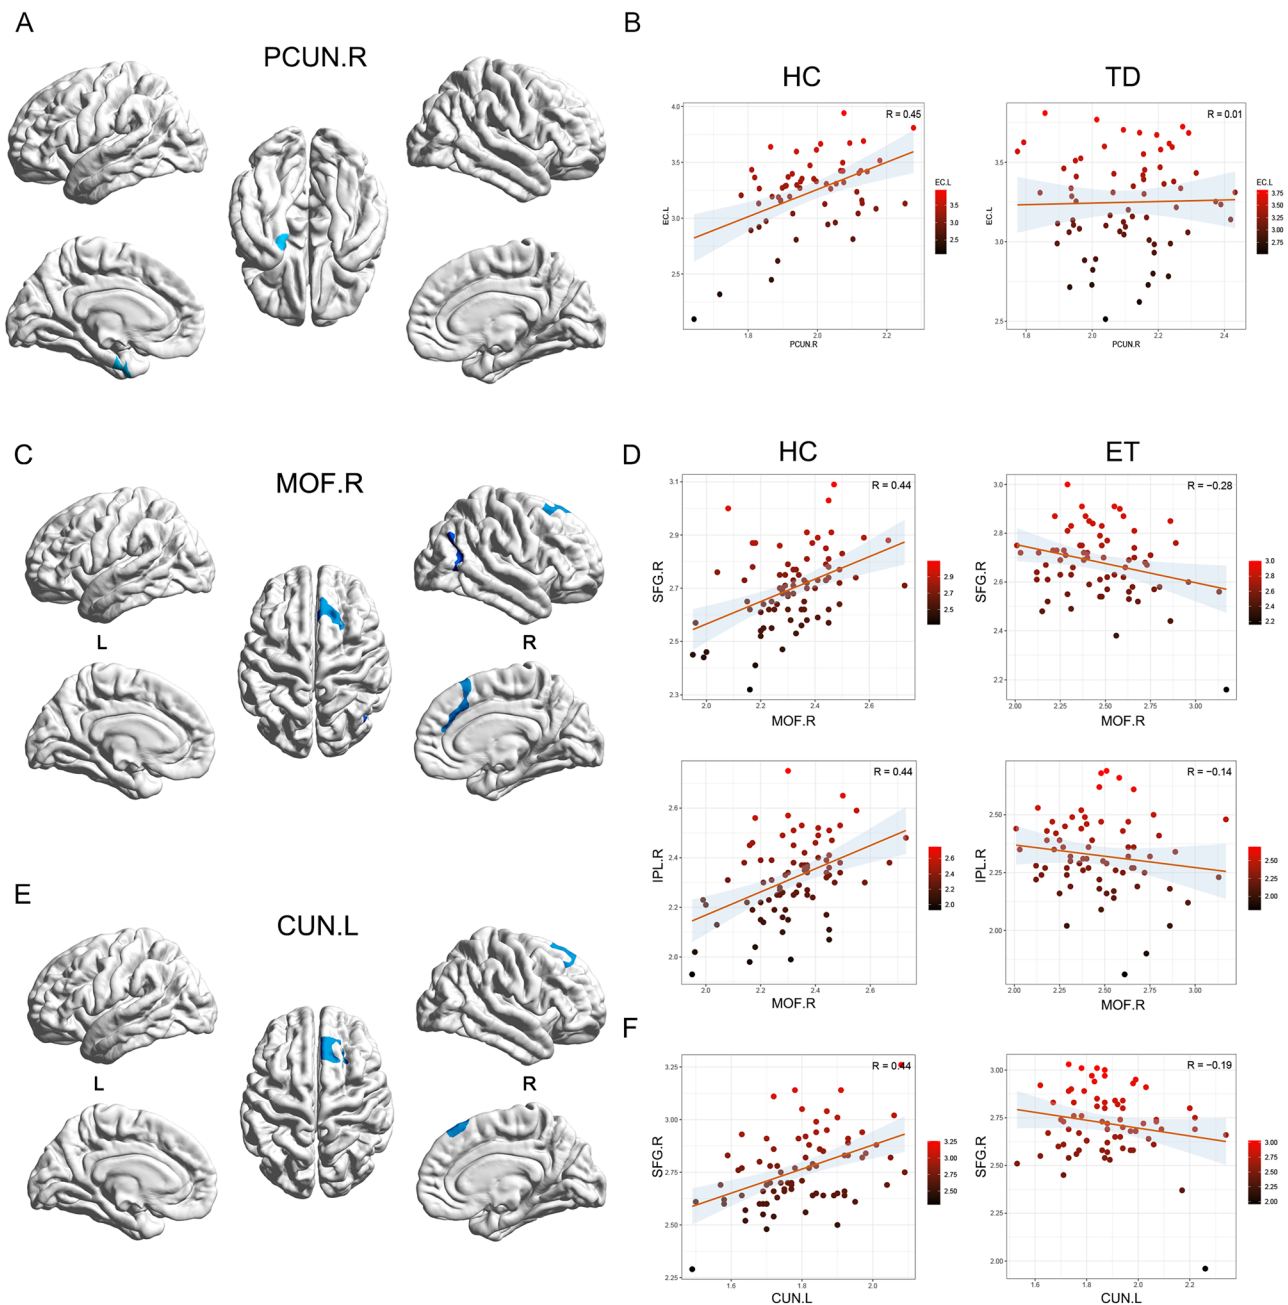 A
PCUN.R
B
HC
TD
R = 0.45
4.0
3.5
3.0
2.5
EC.L
1.8
2.0
2.2
PCUN.R
EC.L
3.5
3.0
2.5
R = 0.01
3.5
3.0
2.5
EC.L
1.8
2.0
2.2
2.4
PCUN.R
EC.L
3.75
3.50
3.25
3.00
2.75
C
MOF.R
L
R
D
HC
ET
R = 0.44
3.1
2.9
2.7
2.5
2.3
SFG.R
2.0
2.2
2.4
2.6
MOF.R
2.9
2.7
2.5
R = −0.28
3.0
2.8
2.6
2.4
2.2
SFG.R
2.00
2.25
2.50
2.75
3.00
MOF.R
3.0
2.8
2.6
2.4
2.2
R = 0.44
2.6
2.4
2.2
2.0
IPL.R
2.0
2.2
2.4
2.6
MOF.R
2.6
2.4
2.2
2.0
R = −0.14
2.50
2.25
2.00
IPL.R
2.00
2.25
2.50
2.75
3.00
MOF.R
2.50
2.25
2.00
E
CUN.L
L
R
F
R = 0.44
3.25
3.00
2.75
2.50
2.25
SFG.R
1.6
1.8
2.0
CUN.L
3.25
3.00
2.75
2.50
R = −0.19
3.00
2.75
2.50
2.25
2.00
SFG.R
1.6
1.8
2.0
2.2
CUN.L
3.00
2.75
2.50
2.25
2.00